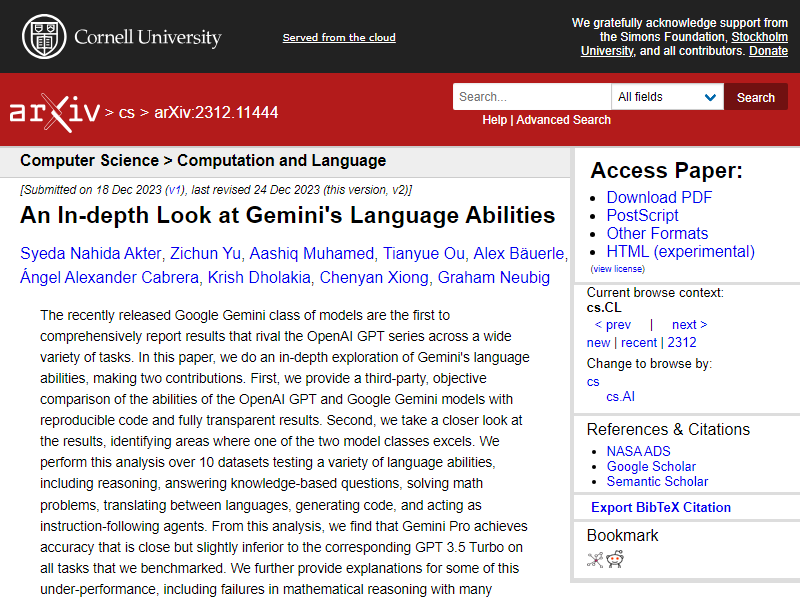 Cornell University
Served from the cloud
We gratefully acknowledge support from
the Simons Foundation, Stockholm
University, and all contributors. Donate
arXiv > cs > arXiv:2312.11444
Search...
All fields
Search
Help | Advanced Search
Computer Science > Computation and Language
[Submitted on 18 Dec 2023 (v1), last revised 24 Dec 2023 (this version, v2)]
An In-depth Look at Gemini's Language Abilities
Syeda Nahida Akter, Zichun Yu, Aashiq Muhamed, Tianyue Ou, Alex Bäuerle,
Ángel Alexander Cabrera, Krish Dholakia, Chenyan Xiong, Graham Neubig
The recently released Google Gemini class of models are the first to
comprehensively report results that rival the OpenAI GPT series across a wide
variety of tasks. In this paper, we do an in-depth exploration of Gemini's language
abilities, making two contributions. First, we provide a third-party, objective
comparison of the abilities of the OpenAI GPT and Google Gemini models with
reproducible code and fully transparent results. Second, we take a closer look at
the results, identifying areas where one of the two model classes excels. We
perform this analysis over 10 datasets testing a variety of language abilities,
including reasoning, answering knowledge-based questions, solving math
problems, translating between languages, generating code, and acting as
instruction-following agents. From this analysis, we find that Gemini Pro achieves
accuracy that is close but slightly inferior to the corresponding GPT 3.5 Turbo on
all tasks that we benchmarked. We further provide explanations for some of this
under-performance, including failures in mathematical reasoning with many
Access Paper:
Download PDF
PostScript
Other Formats
HTML (experimental)
(view license)
Current browse context:
cs.CL
< prev | next >
new | recent | 2312
Change to browse by:
cs
cs.AI
References & Citations
NASA ADS
Google Scholar
Semantic Scholar
Export BibTeX Citation
Bookmark